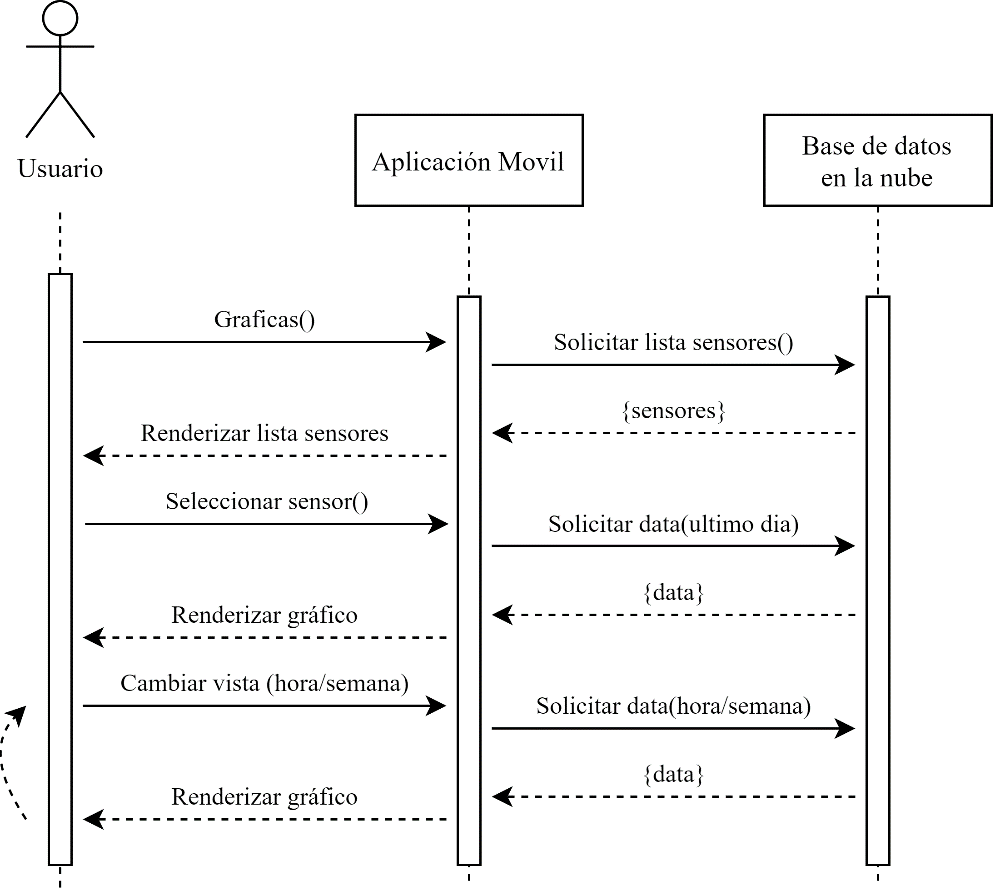 Usuario
Aplicación Movil
Base de datos
en la nube
Graficas()
Solicitar lista sensores()
{sensores}
Renderizar lista sensores
Seleccionar sensor()
Solicitar data(ultimo dia)
{data}
Renderizar gráfico
Cambiar vista (hora/semana)
Solicitar data(hora/semana)
{data}
Renderizar gráfico